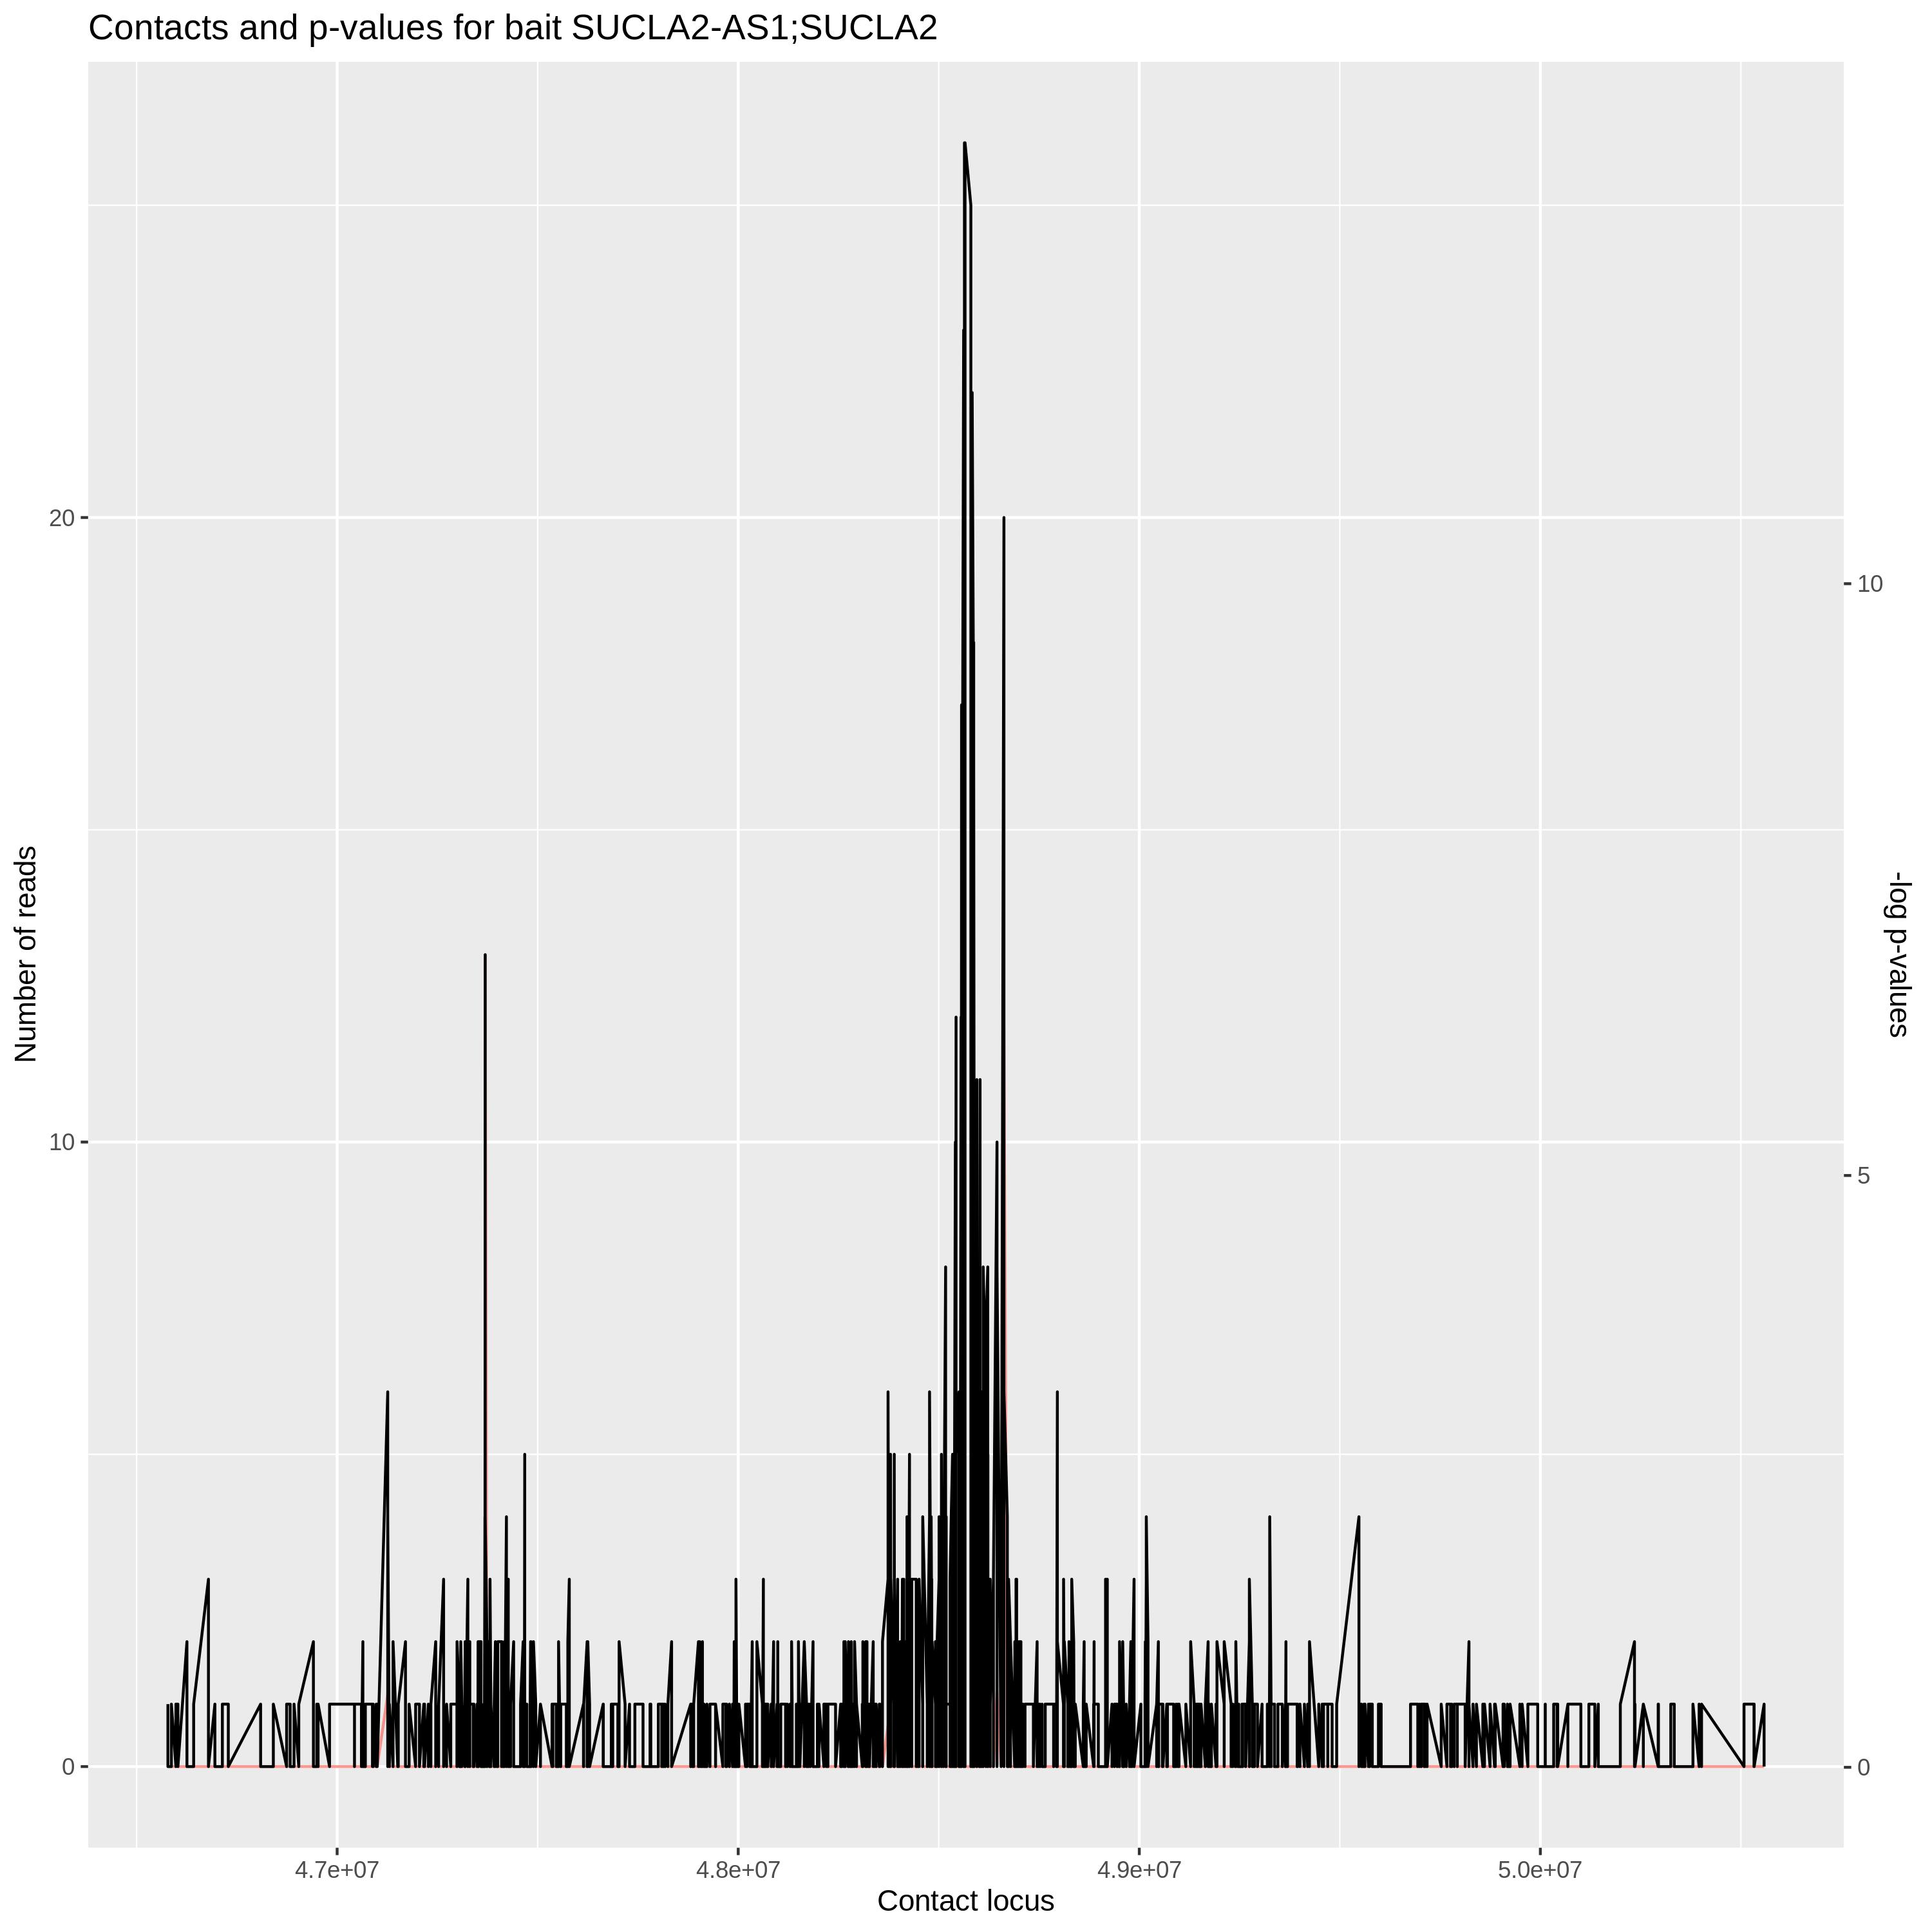 Contacts and p-values for bait SUCLA2-AS1;SUCLA2
Number of reads
20
10
0
10
5
0
-log p-values
4.7e+07
4.8e+07
4.9e+07
5.0e+07
Contact locus